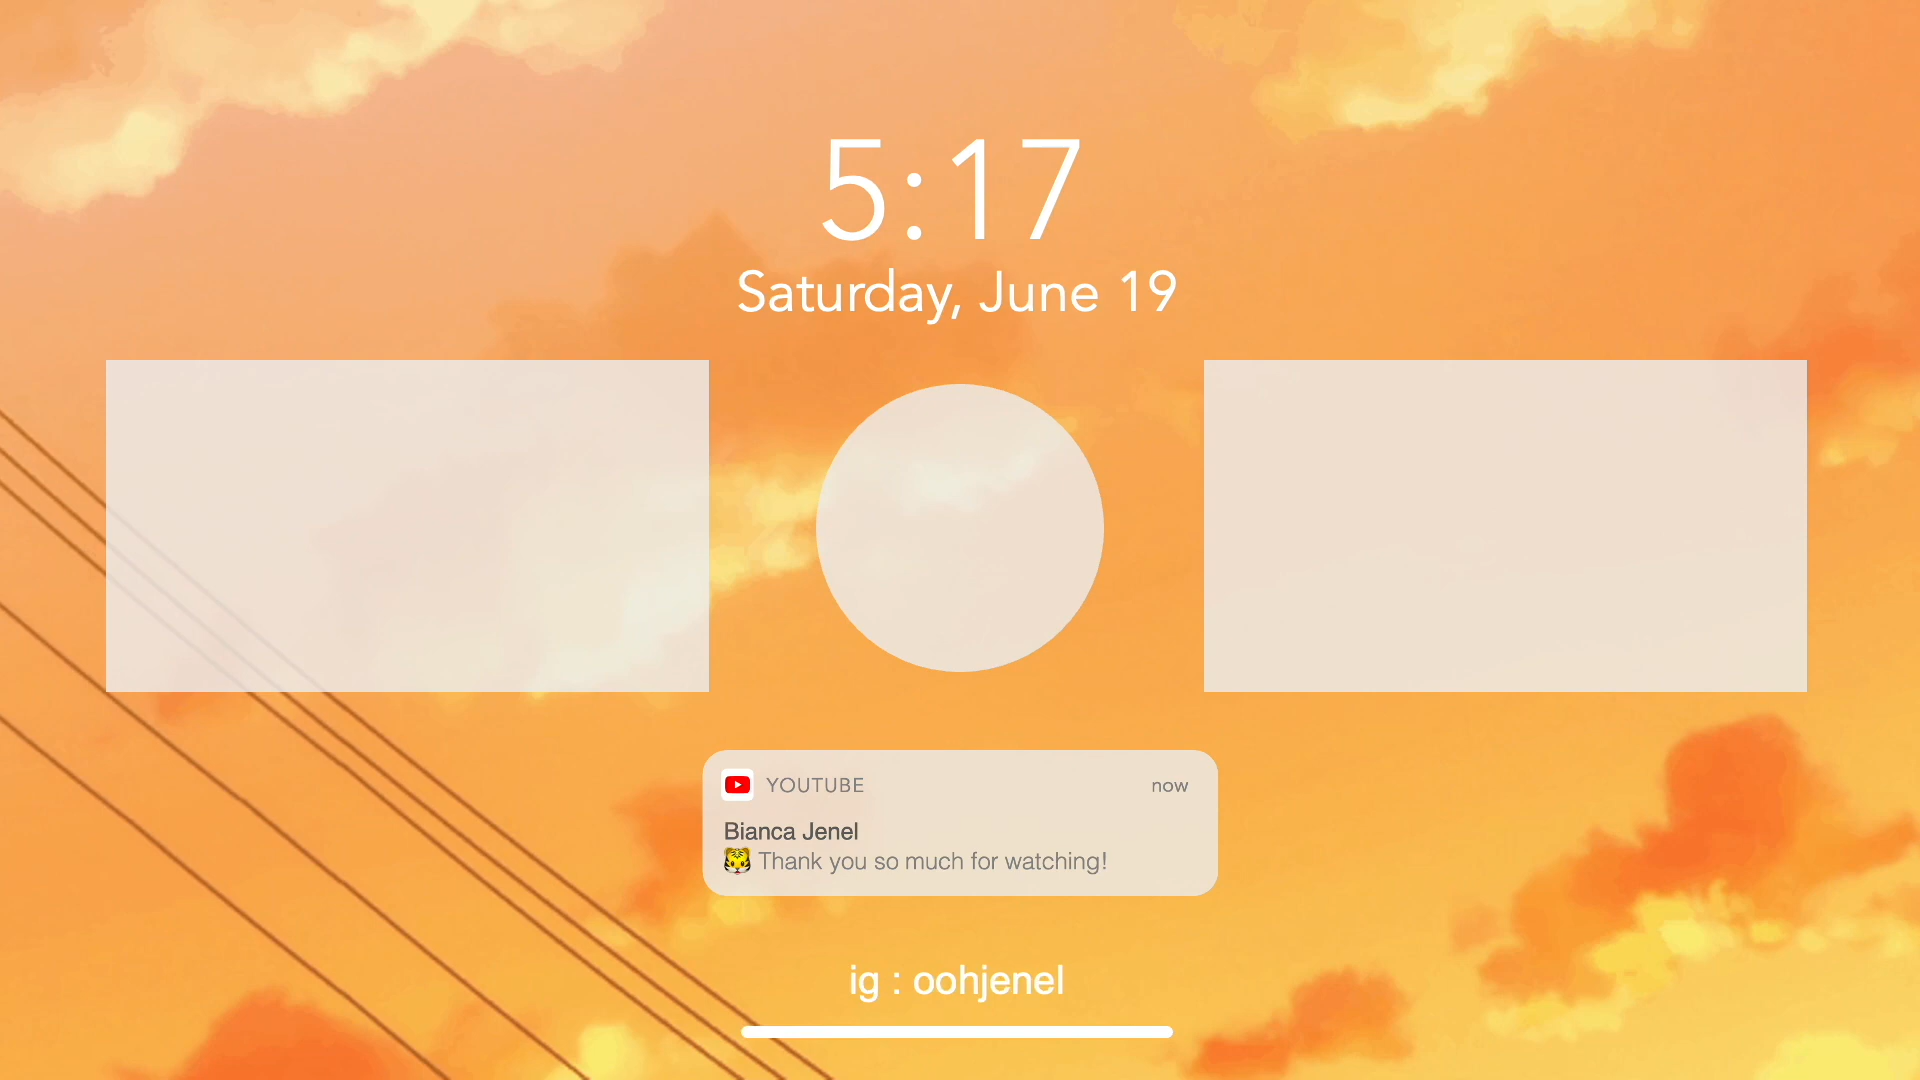 5:17
Saturday, June 19
YOUTUBE now
Bianca Jenel
🐯 Thank you so much for watching!
ig : oohjenel